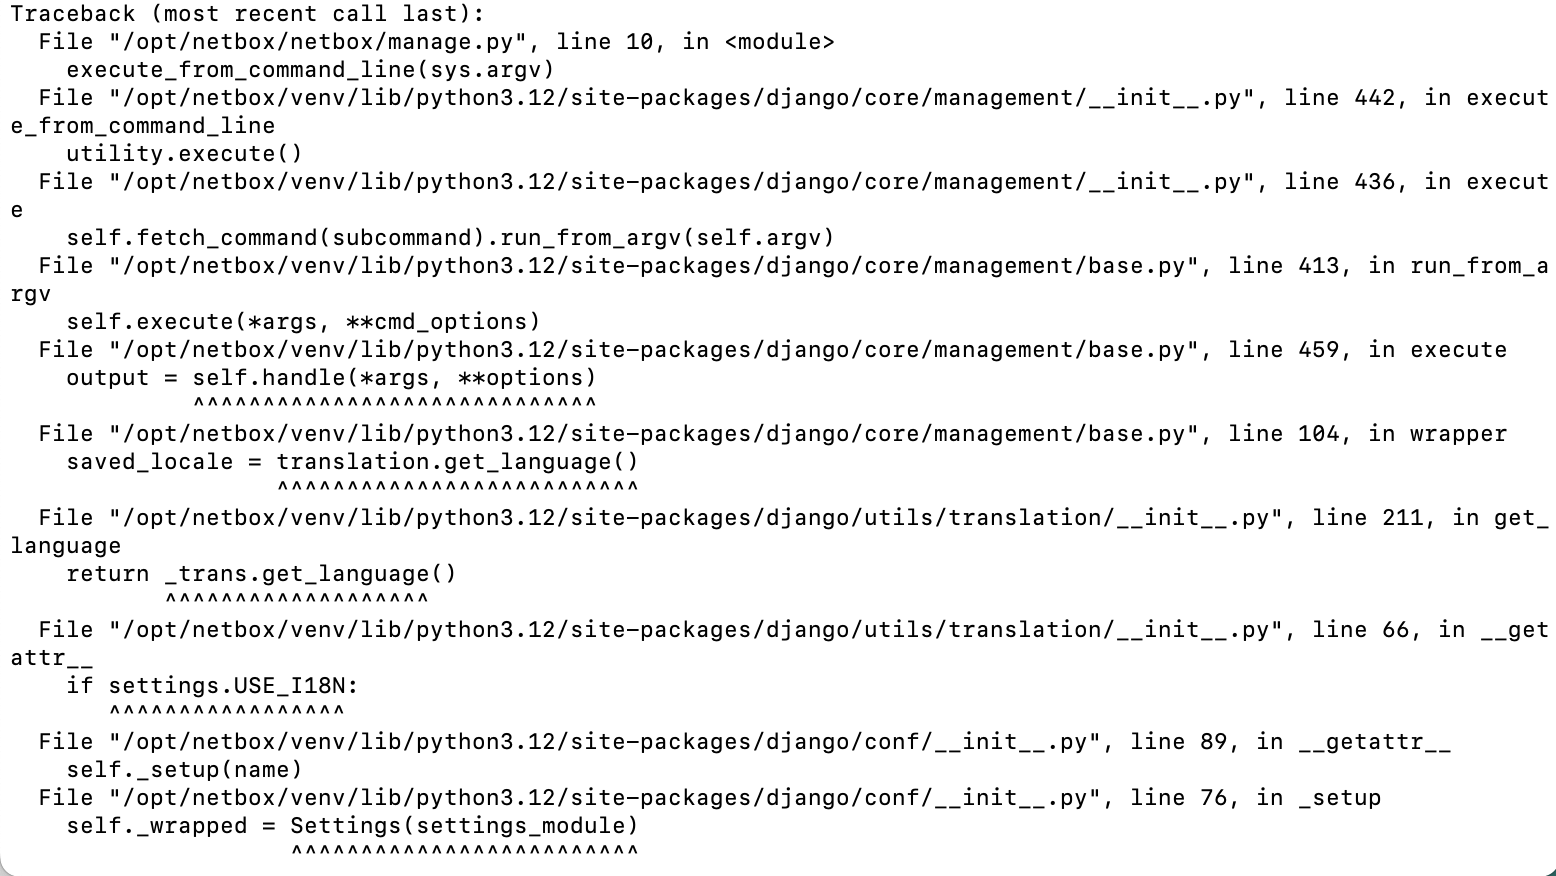 Traceback (most recent call last):
  File "/opt/netbox/netbox/manage.py", line 10, in <module>
    execute_from_command_line(sys.argv)
  File "/opt/netbox/venv/lib/python3.12/site-packages/django/core/management/__init__.py", line 442, in execut
e_from_command_line
    utility.execute()
  File "/opt/netbox/venv/lib/python3.12/site-packages/django/core/management/__init__.py", line 436, in execut
e
    self.fetch_command(subcommand).run_from_argv(self.argv)
  File "/opt/netbox/venv/lib/python3.12/site-packages/django/core/management/base.py", line 413, in run_from_a
rgv
    self.execute(*args, **cmd_options)
  File "/opt/netbox/venv/lib/python3.12/site-packages/django/core/management/base.py", line 459, in execute
    output = self.handle(*args, **options)
             ^^^^^^^^^^^^^^^^^^^^^^^^^^^^^
  File "/opt/netbox/venv/lib/python3.12/site-packages/django/core/management/base.py", line 104, in wrapper
    saved_locale = translation.get_language()
                   ^^^^^^^^^^^^^^^^^^^^^^^^^^
  File "/opt/netbox/venv/lib/python3.12/site-packages/django/utils/translation/__init__.py", line 211, in get_
language
    return _trans.get_language()
           ^^^^^^^^^^^^^^^^^^^
  File "/opt/netbox/venv/lib/python3.12/site-packages/django/utils/translation/__init__.py", line 66, in __get
attr__
    if settings.USE_I18N:
       ^^^^^^^^^^^^^^^^^
  File "/opt/netbox/venv/lib/python3.12/site-packages/django/conf/__init__.py", line 89, in __getattr__
    self._setup(name)
  File "/opt/netbox/venv/lib/python3.12/site-packages/django/conf/__init__.py", line 76, in _setup
    self._wrapped = Settings(settings_module)
                    ^^^^^^^^^^^^^^^^^^^^^^^^^